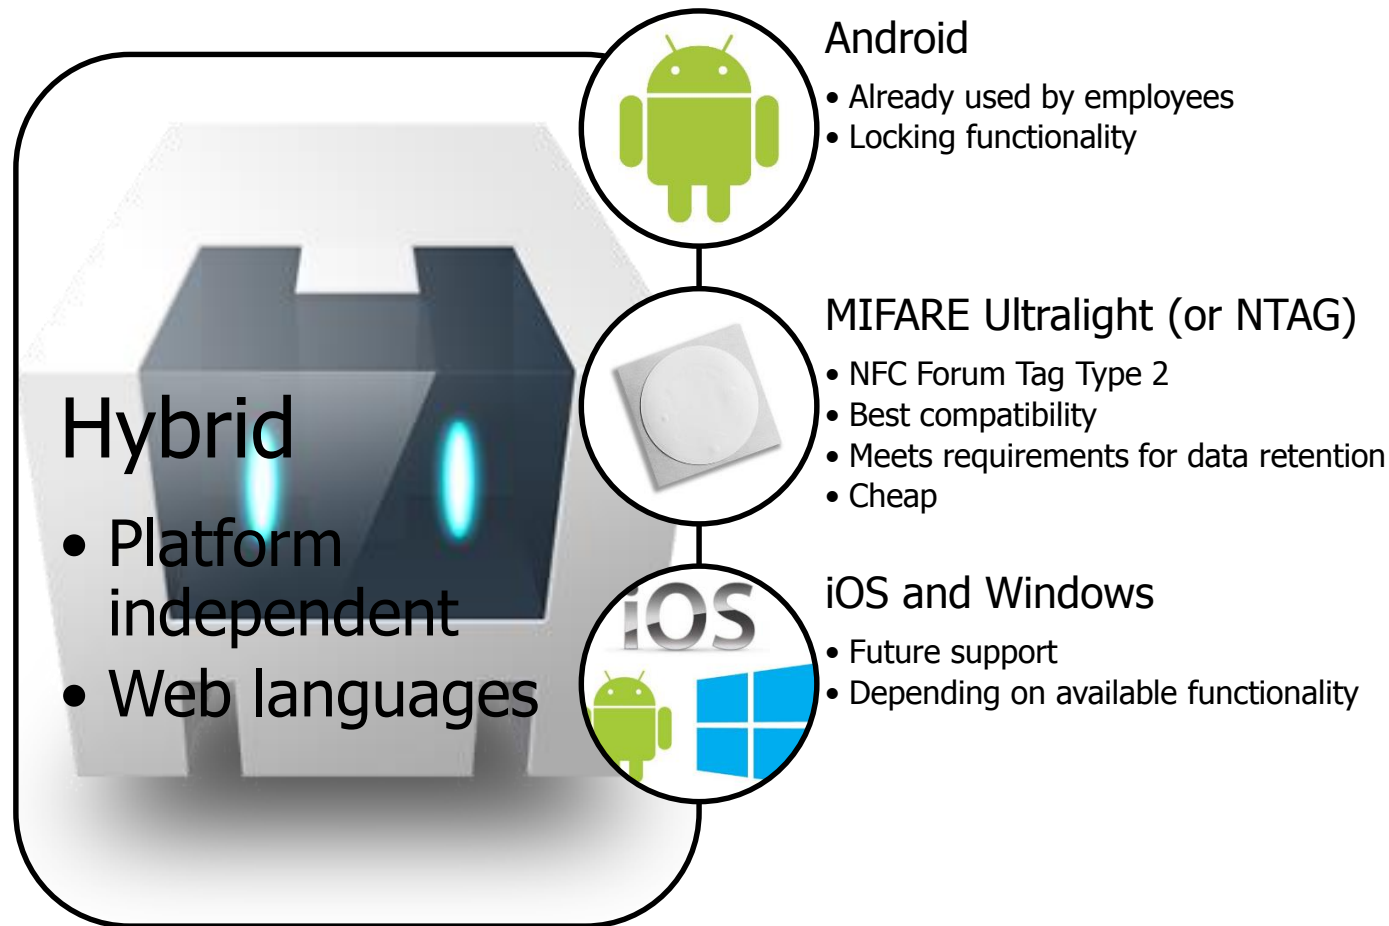 Hybrid
• Platform
independent
• Web languages
Android
• Already used by employees
• Locking functionality
MIFARE Ultralight (or NTAG)
• NFC Forum Tag Type 2
• Best compatibility
• Meets requirements for data retention
• Cheap
iOS
iOS and Windows
• Future support
• Depending on available functionality